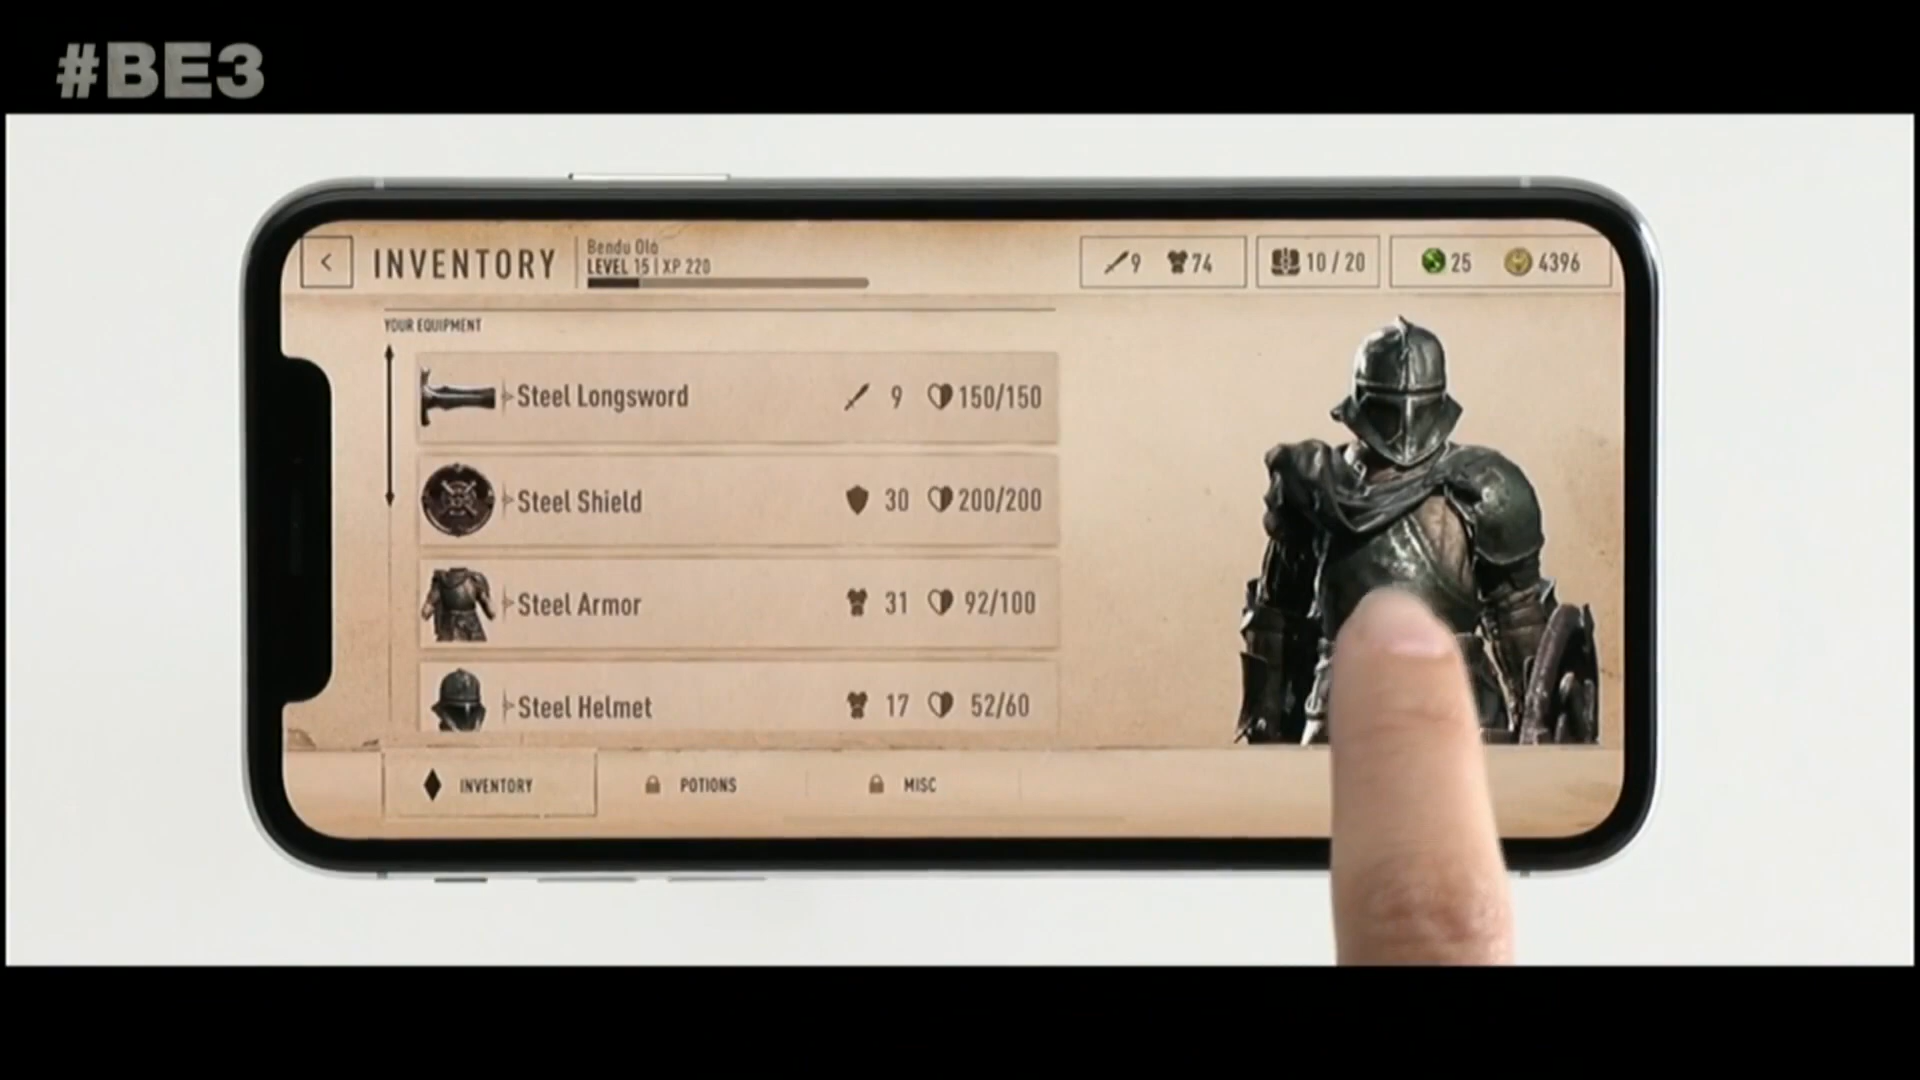 #BE3
INVENTORY
Bendu Olo
LEVEL 15 | XP 220
9 74
10 / 20
25 4396
YOUR EQUIPMENT
Steel Longsword 9 150/150
Steel Shield 30 200/200
Steel Armor 31 92/100
Steel Helmet 17 52/60
INVENTORY POTIONS MISC